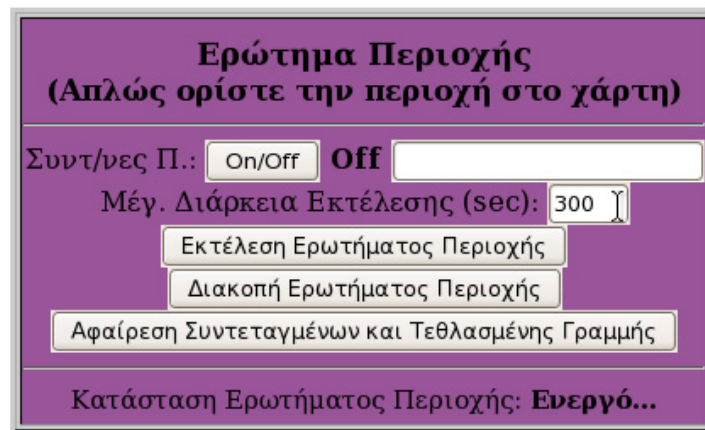 Ερώτημα Περιοχής
(Απλώς ορίστε την περιοχή στο χάρτη)
Συντ/νες Π.: On/Off Off
Μέγ. Διάρκεια Εκτέλεσης (sec): 300
Εκτέλεση Ερωτήματος Περιοχής
Διακοπή Ερωτήματος Περιοχής
Αφαίρεση Συντεταγμένων και Τεθλασμένης Γραμμής
Κατάσταση Ερωτήματος Περιοχής: Ενεργό...